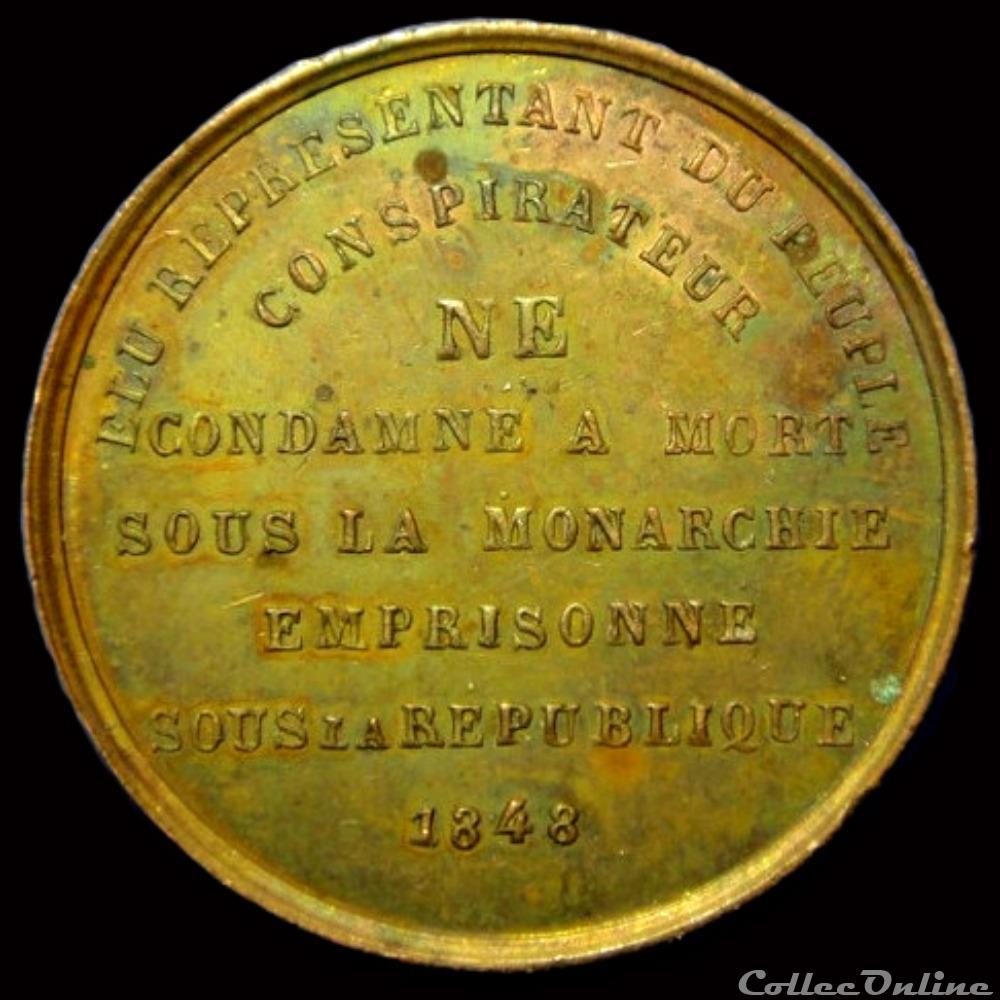 ELU REPRESENTANT DU PEUPLE
CONSPIRATEUR
NE
CONDAMNE A MORT
SOUS LA MONARCHIE
EMPRISONNE
SOUS LA REPUBLIQUE
1848
CollecOnline